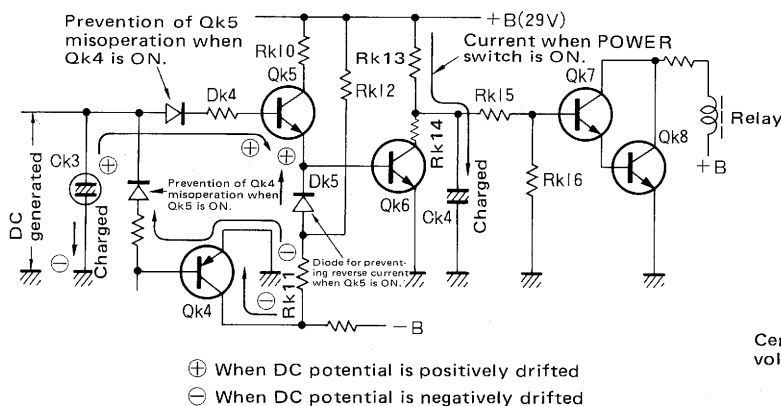 Prevention of Qk5
misoperation when
Qk4 is ON.
+B(29V)
Rk10
Rk13
Current when POWER
switch is ON.
Qk5
Rk12
Qk7
Dk4
Rk15
Relay
Qk8
+B
Ck3
⊕
⊕
⊕
Rk14
Prevention of Qk4
misoperation when
Qk5 is ON.
Dk5
Qk6
Ck4
Charged
Rk16
DC
generated
Charged
⊖
⊖
⊖
Diode for prevent-
ing reverse current
when Qk5 is ON.
Rk11
Qk4
−B
⊕ When DC potential is positively drifted
⊖ When DC potential is negatively drifted
vol